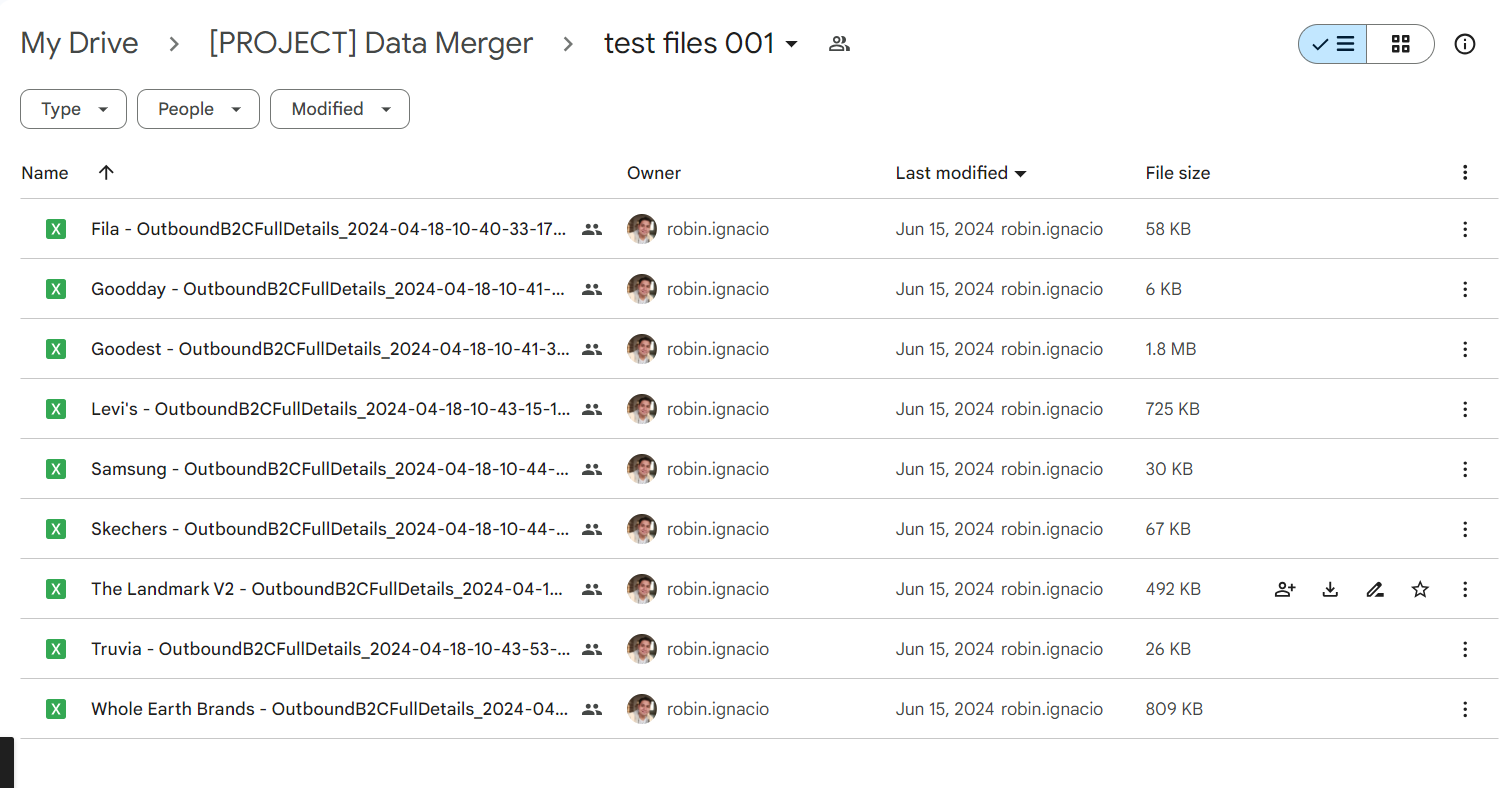 My Drive > [PROJECT] Data Merger > test files 001
Type People Modified
Name Owner Last modified File size
Fila - OutboundB2CFullDetails_2024-04-18-10-40-33-17... robin.ignacio Jun 15, 2024 robin.ignacio 58 KB
Goodday - OutboundB2CFullDetails_2024-04-18-10-41-... robin.ignacio Jun 15, 2024 robin.ignacio 6 KB
Goodest - OutboundB2CFullDetails_2024-04-18-10-41-3... robin.ignacio Jun 15, 2024 robin.ignacio 1.8 MB
Levi's - OutboundB2CFullDetails_2024-04-18-10-43-15-1... robin.ignacio Jun 15, 2024 robin.ignacio 725 KB
Samsung - OutboundB2CFullDetails_2024-04-18-10-44-... robin.ignacio Jun 15, 2024 robin.ignacio 30 KB
Skechers - OutboundB2CFullDetails_2024-04-18-10-44-... robin.ignacio Jun 15, 2024 robin.ignacio 67 KB
The Landmark V2 - OutboundB2CFullDetails_2024-04-1... robin.ignacio Jun 15, 2024 robin.ignacio 492 KB
Truvia - OutboundB2CFullDetails_2024-04-18-10-43-53-... robin.ignacio Jun 15, 2024 robin.ignacio 26 KB
Whole Earth Brands - OutboundB2CFullDetails_2024-04... robin.ignacio Jun 15, 2024 robin.ignacio 809 KB